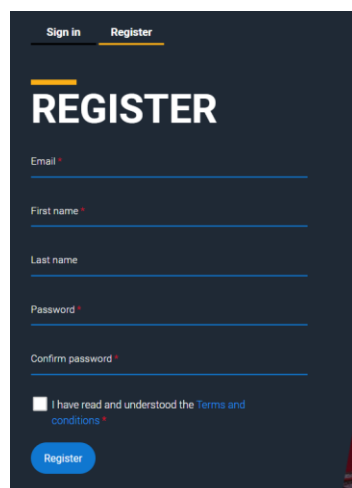 Sign in Register
REGISTER
Email *
First name *
Last name
Password *
Confirm password *
I have read and understood the Terms and
conditions *
Register